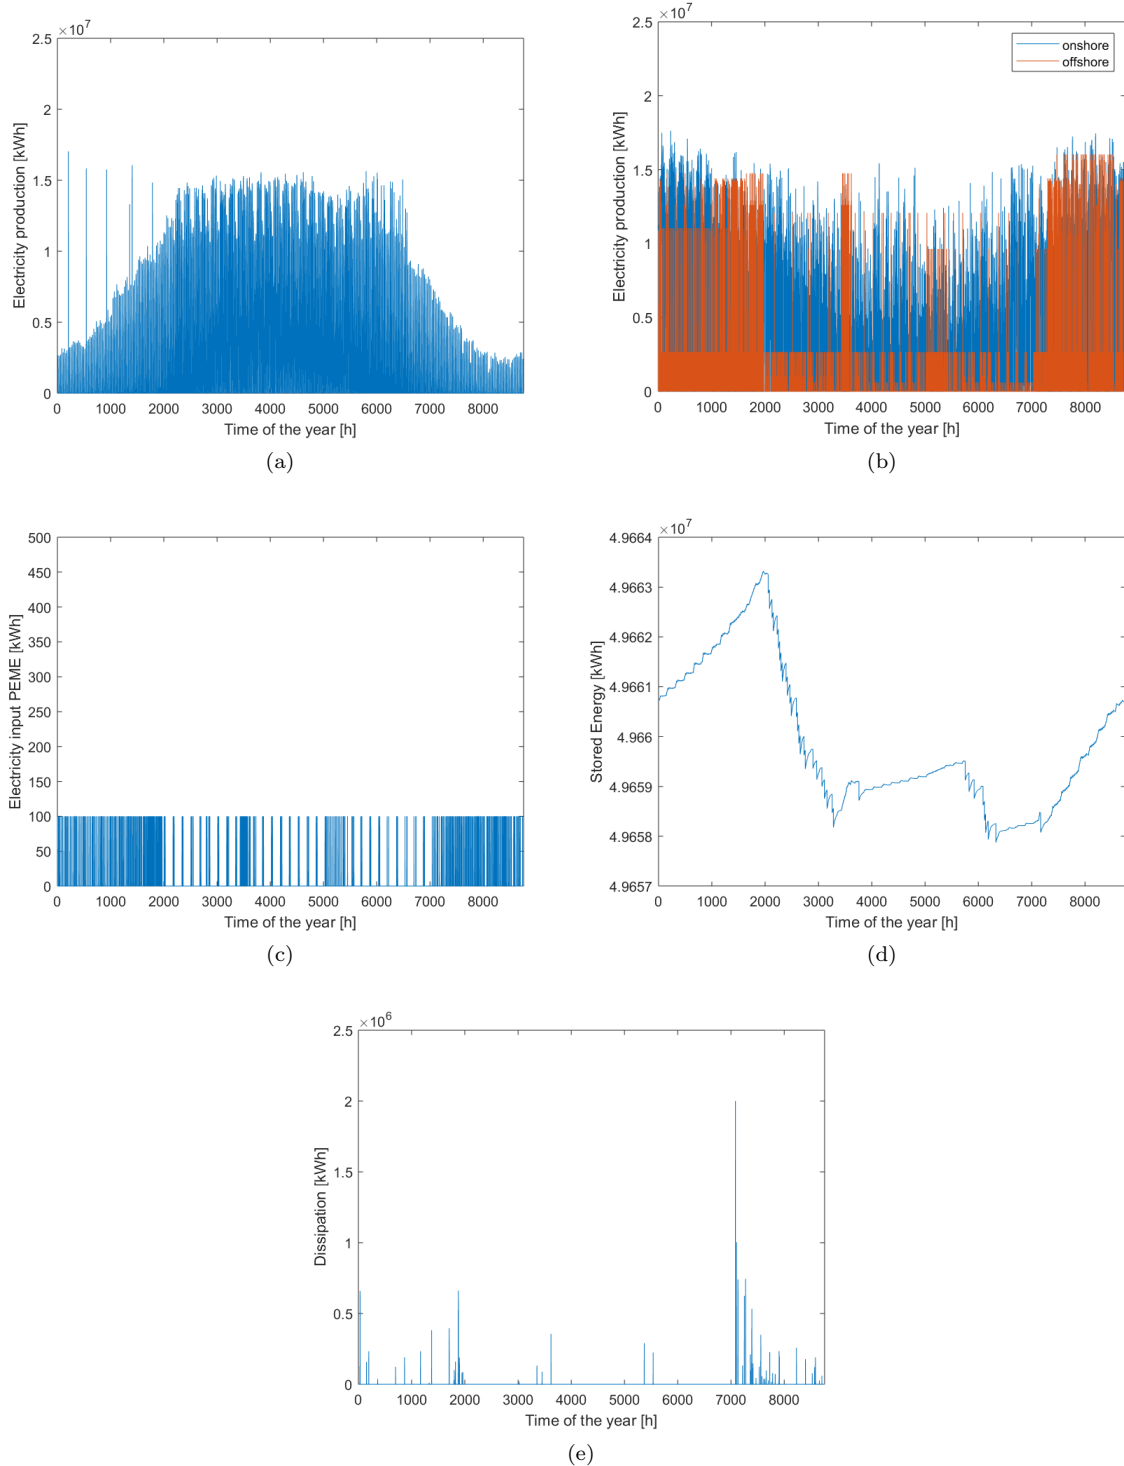 ×10^7
2.5
2
1.5
1
0.5
0
Electricity production [kWh]
0 1000 2000 3000 4000 5000 6000 7000 8000
Time of the year [h]
(a)
×10^7
2.5
2
1.5
1
0.5
0
Electricity production [kWh]
onshore
offshore
0 1000 2000 3000 4000 5000 6000 7000 8000
Time of the year [h]
(b)
500
450
400
350
300
250
200
150
100
50
0
Electricity input PEME [kWh]
0 1000 2000 3000 4000 5000 6000 7000 8000
Time of the year [h]
(c)
×10^7
4.9664
4.9663
4.9662
4.9661
4.966
4.9659
4.9658
4.9657
Stored Energy [kWh]
0 1000 2000 3000 4000 5000 6000 7000 8000
Time of the year [h]
(d)
×10^6
2.5
2
1.5
1
0.5
0
Dissipation [kWh]
0 1000 2000 3000 4000 5000 6000 7000 8000
Time of the year [h]
(e)